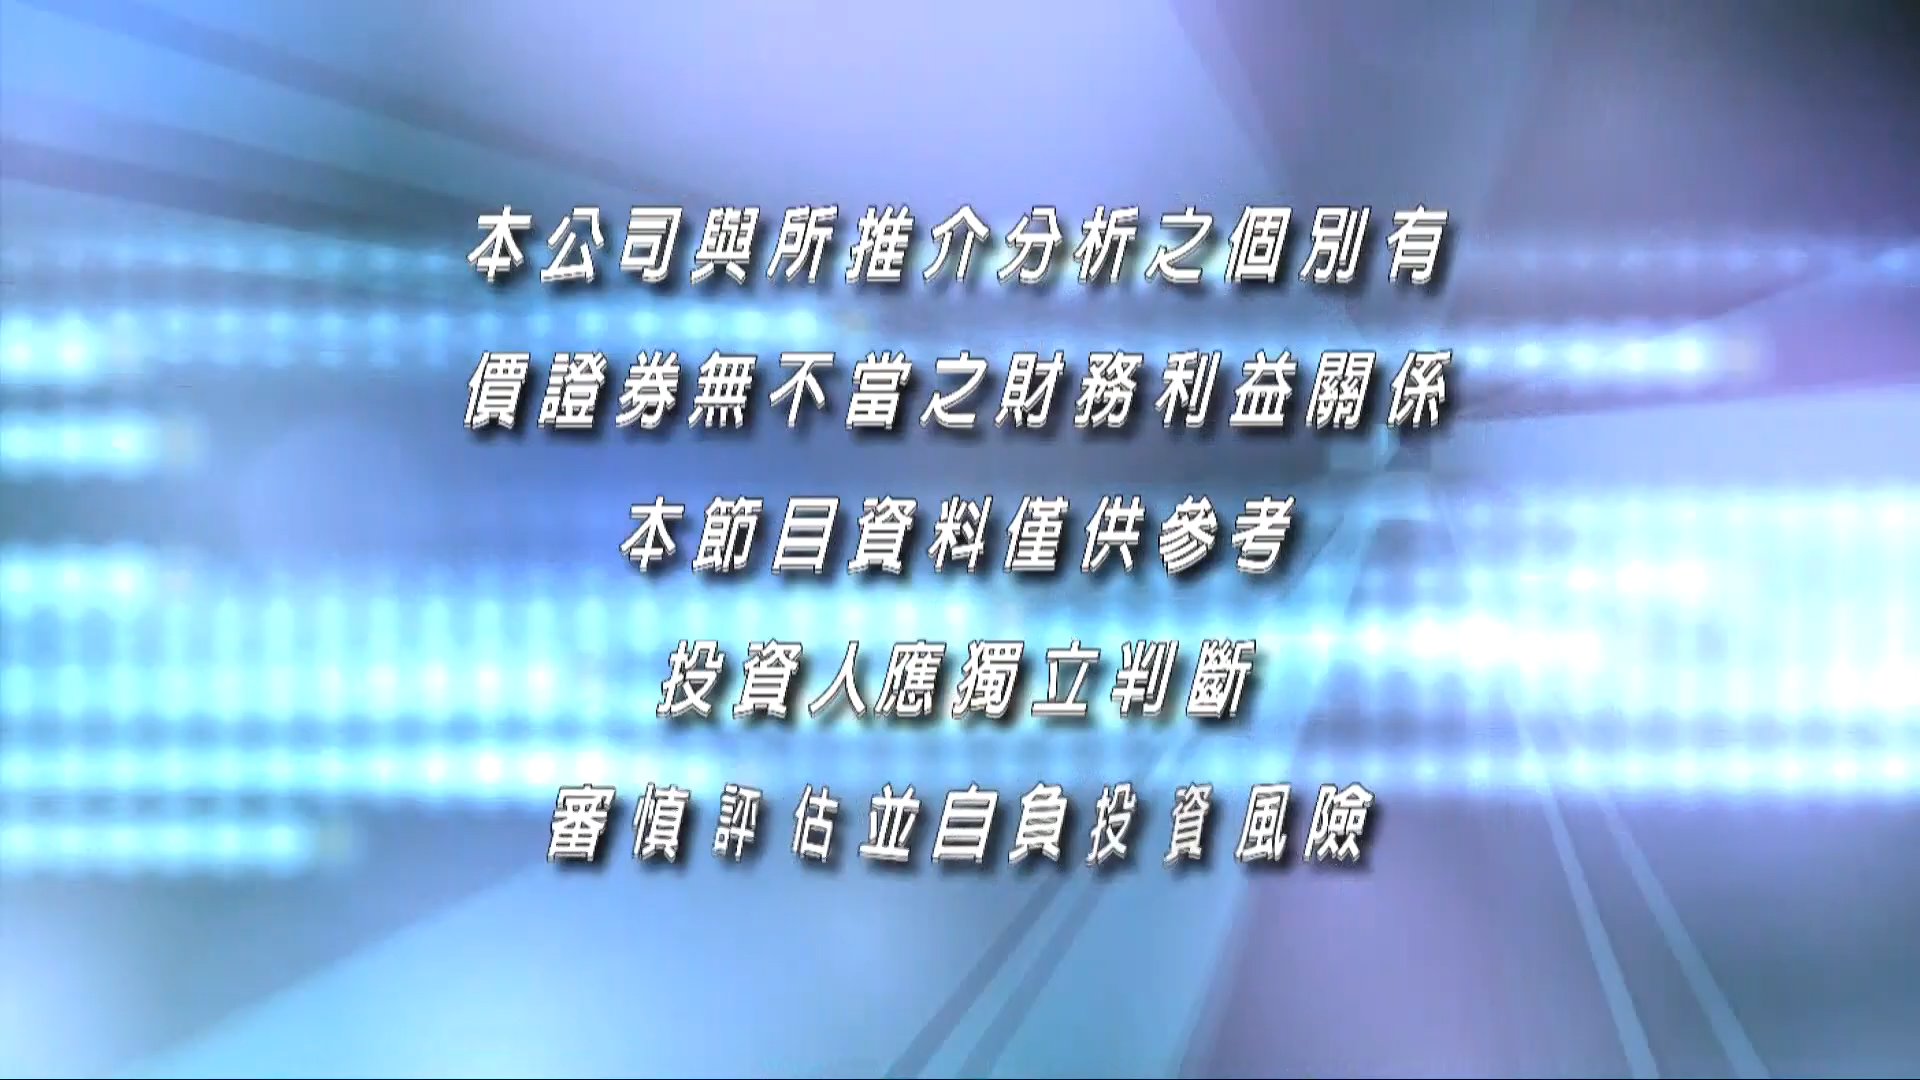 本公司與所推介分析之個別有
價證券無不當之財務利益關係
本節目資料僅供參考
投資人應獨立判斷
審慎評估並自負投資風險